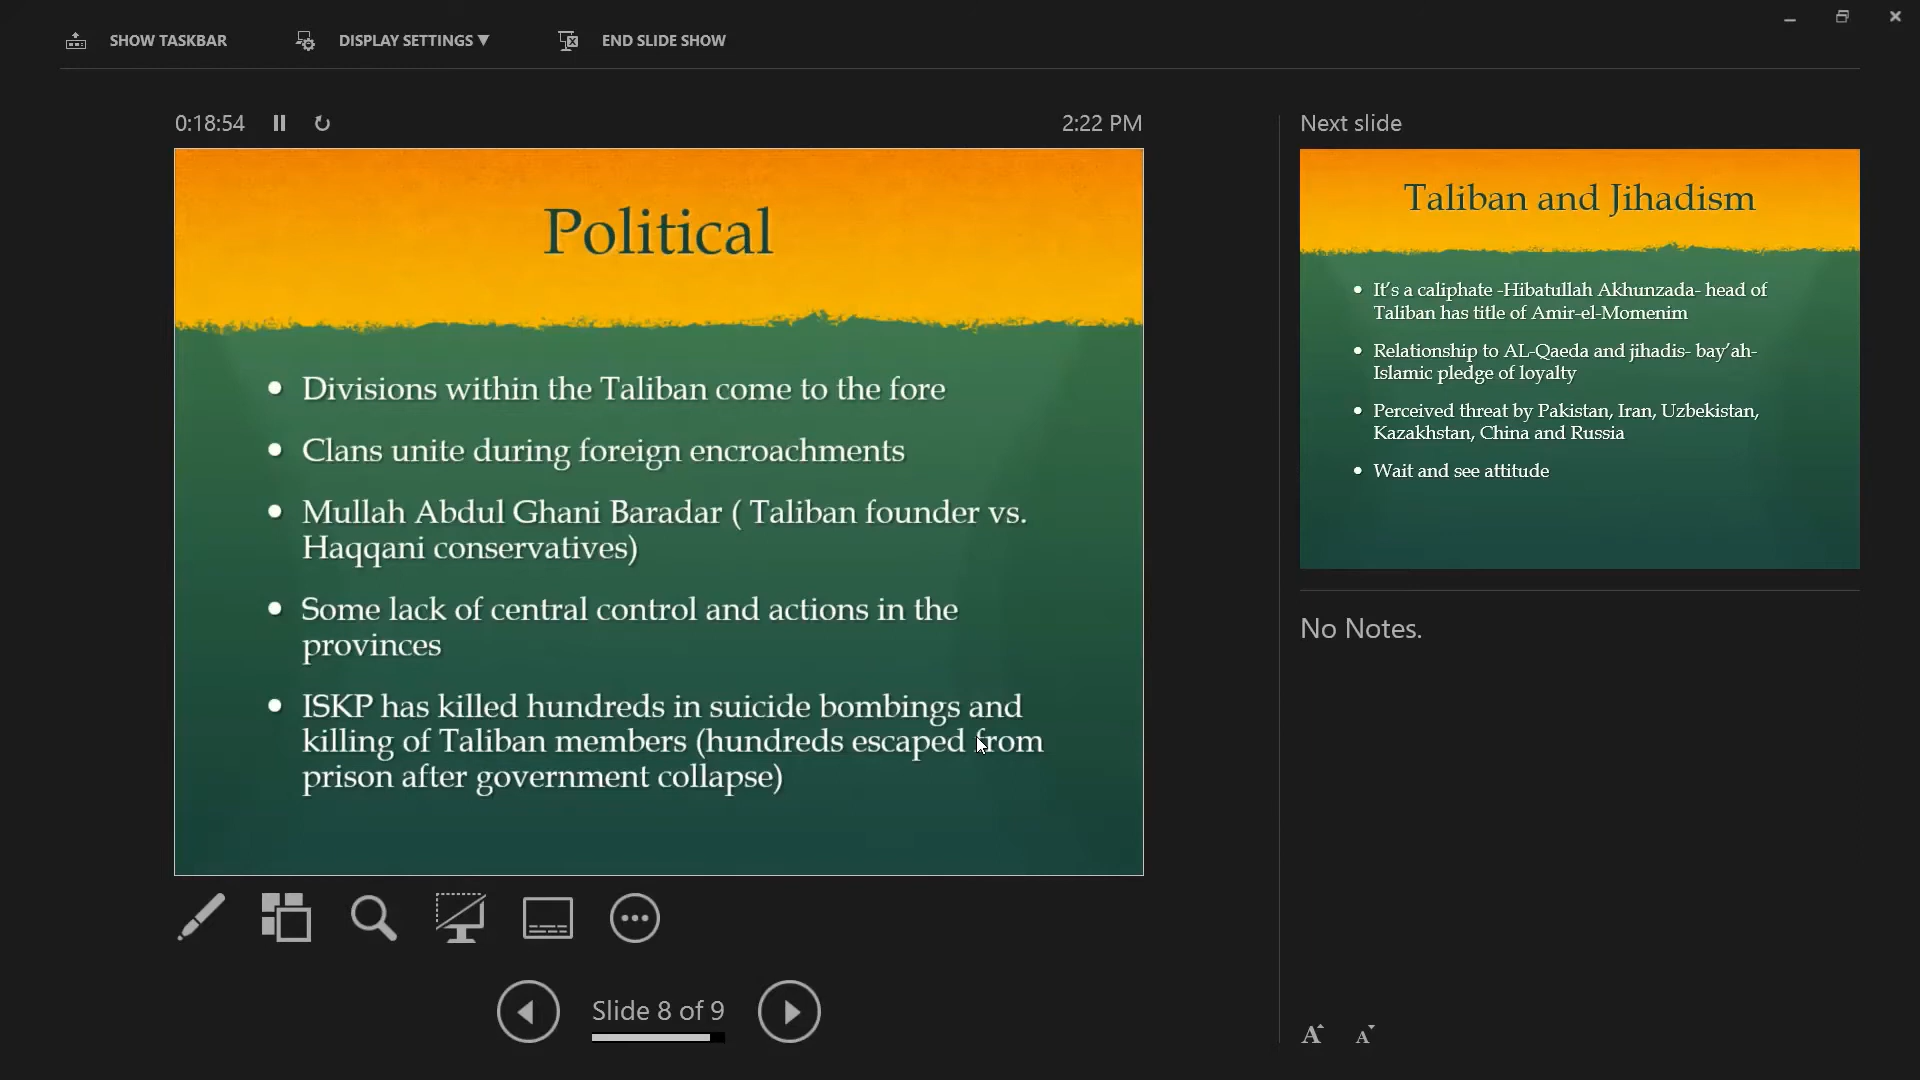 SHOW TASKBAR
DISPLAY SETTINGS ▼
END SLIDE SHOW
0:18:54
2:22 PM
Political
• Divisions within the Taliban come to the fore
• Clans unite during foreign encroachments
• Mullah Abdul Ghani Baradar ( Taliban founder vs.
Haqqani conservatives)
• Some lack of central control and actions in the
provinces
• ISKP has killed hundreds in suicide bombings and
killing of Taliban members (hundreds escaped from
prison after government collapse)
Slide 8 of 9
Next slide
Taliban and Jihadism
• It's a caliphate -Hibatullah Akhunzada- head of
Taliban has title of Amir-el-Momenim
• Relationship to AL-Qaeda and jihadis- bay'ah-
Islamic pledge of loyalty
• Perceived threat by Pakistan, Iran, Uzbekistan,
Kazakhstan, China and Russia
• Wait and see attitude
No Notes.
A A